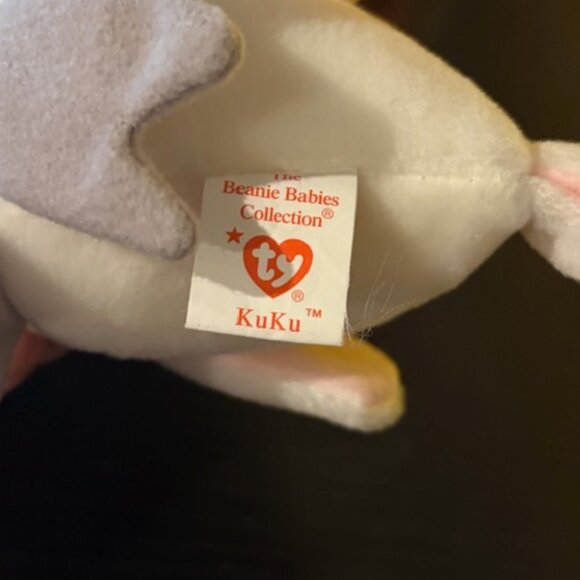 The
Beanie Babies
Collection®
ty
®
KuKu™